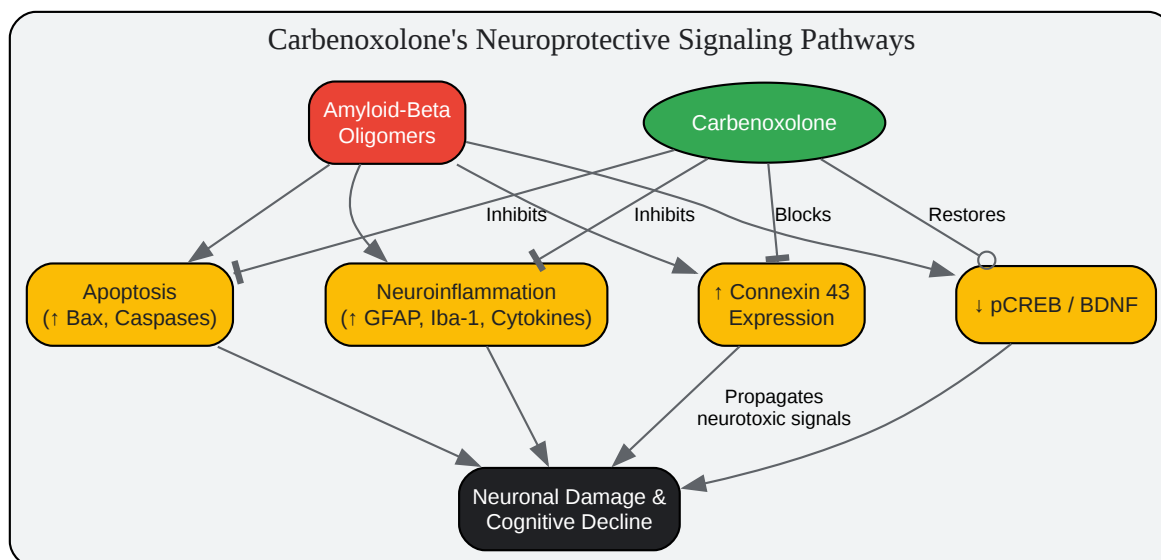 Carbenoxolone's Neuroprotective Signaling Pathways
Amyloid-Beta
Oligomers
Carbenoxolone
Inhibits
Inhibits
Blocks
Restores
Apoptosis
(↑ Bax, Caspases)
Neuroinflammation
(↑ GFAP, Iba-1, Cytokines)
↑ Connexin 43
Expression
↓ pCREB / BDNF
Propagates
neurotoxic signals
Neuronal Damage &
Cognitive Decline